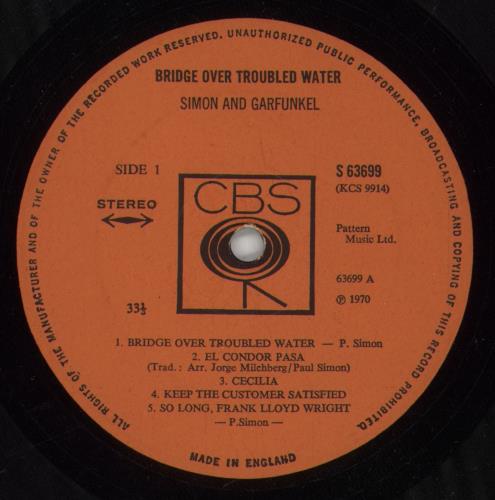 ALL RIGHTS OF THE MANUFACTURER AND OF THE OWNER OF THE RECORDED WORK RESERVED. UNAUTHORIZED PUBLIC PERFORMANCE, BROADCASTING AND COPYING OF THIS RECORD PROHIBITED.
BRIDGE OVER TROUBLED WATER
SIMON AND GARFUNKEL
SIDE 1
S 63699
(KCS 9914)
STEREO
CBS
Pattern
Music Ltd.
63699 A
℗ 1970
33⅓
1. BRIDGE OVER TROUBLED WATER — P. Simon
2. EL CONDOR PASA
(Trad.: Arr. Jorge Milchberg/Paul Simon)
3. CECILIA
4. KEEP THE CUSTOMER SATISFIED
5. SO LONG, FRANK LLOYD WRIGHT
— P.Simon —
MADE IN ENGLAND